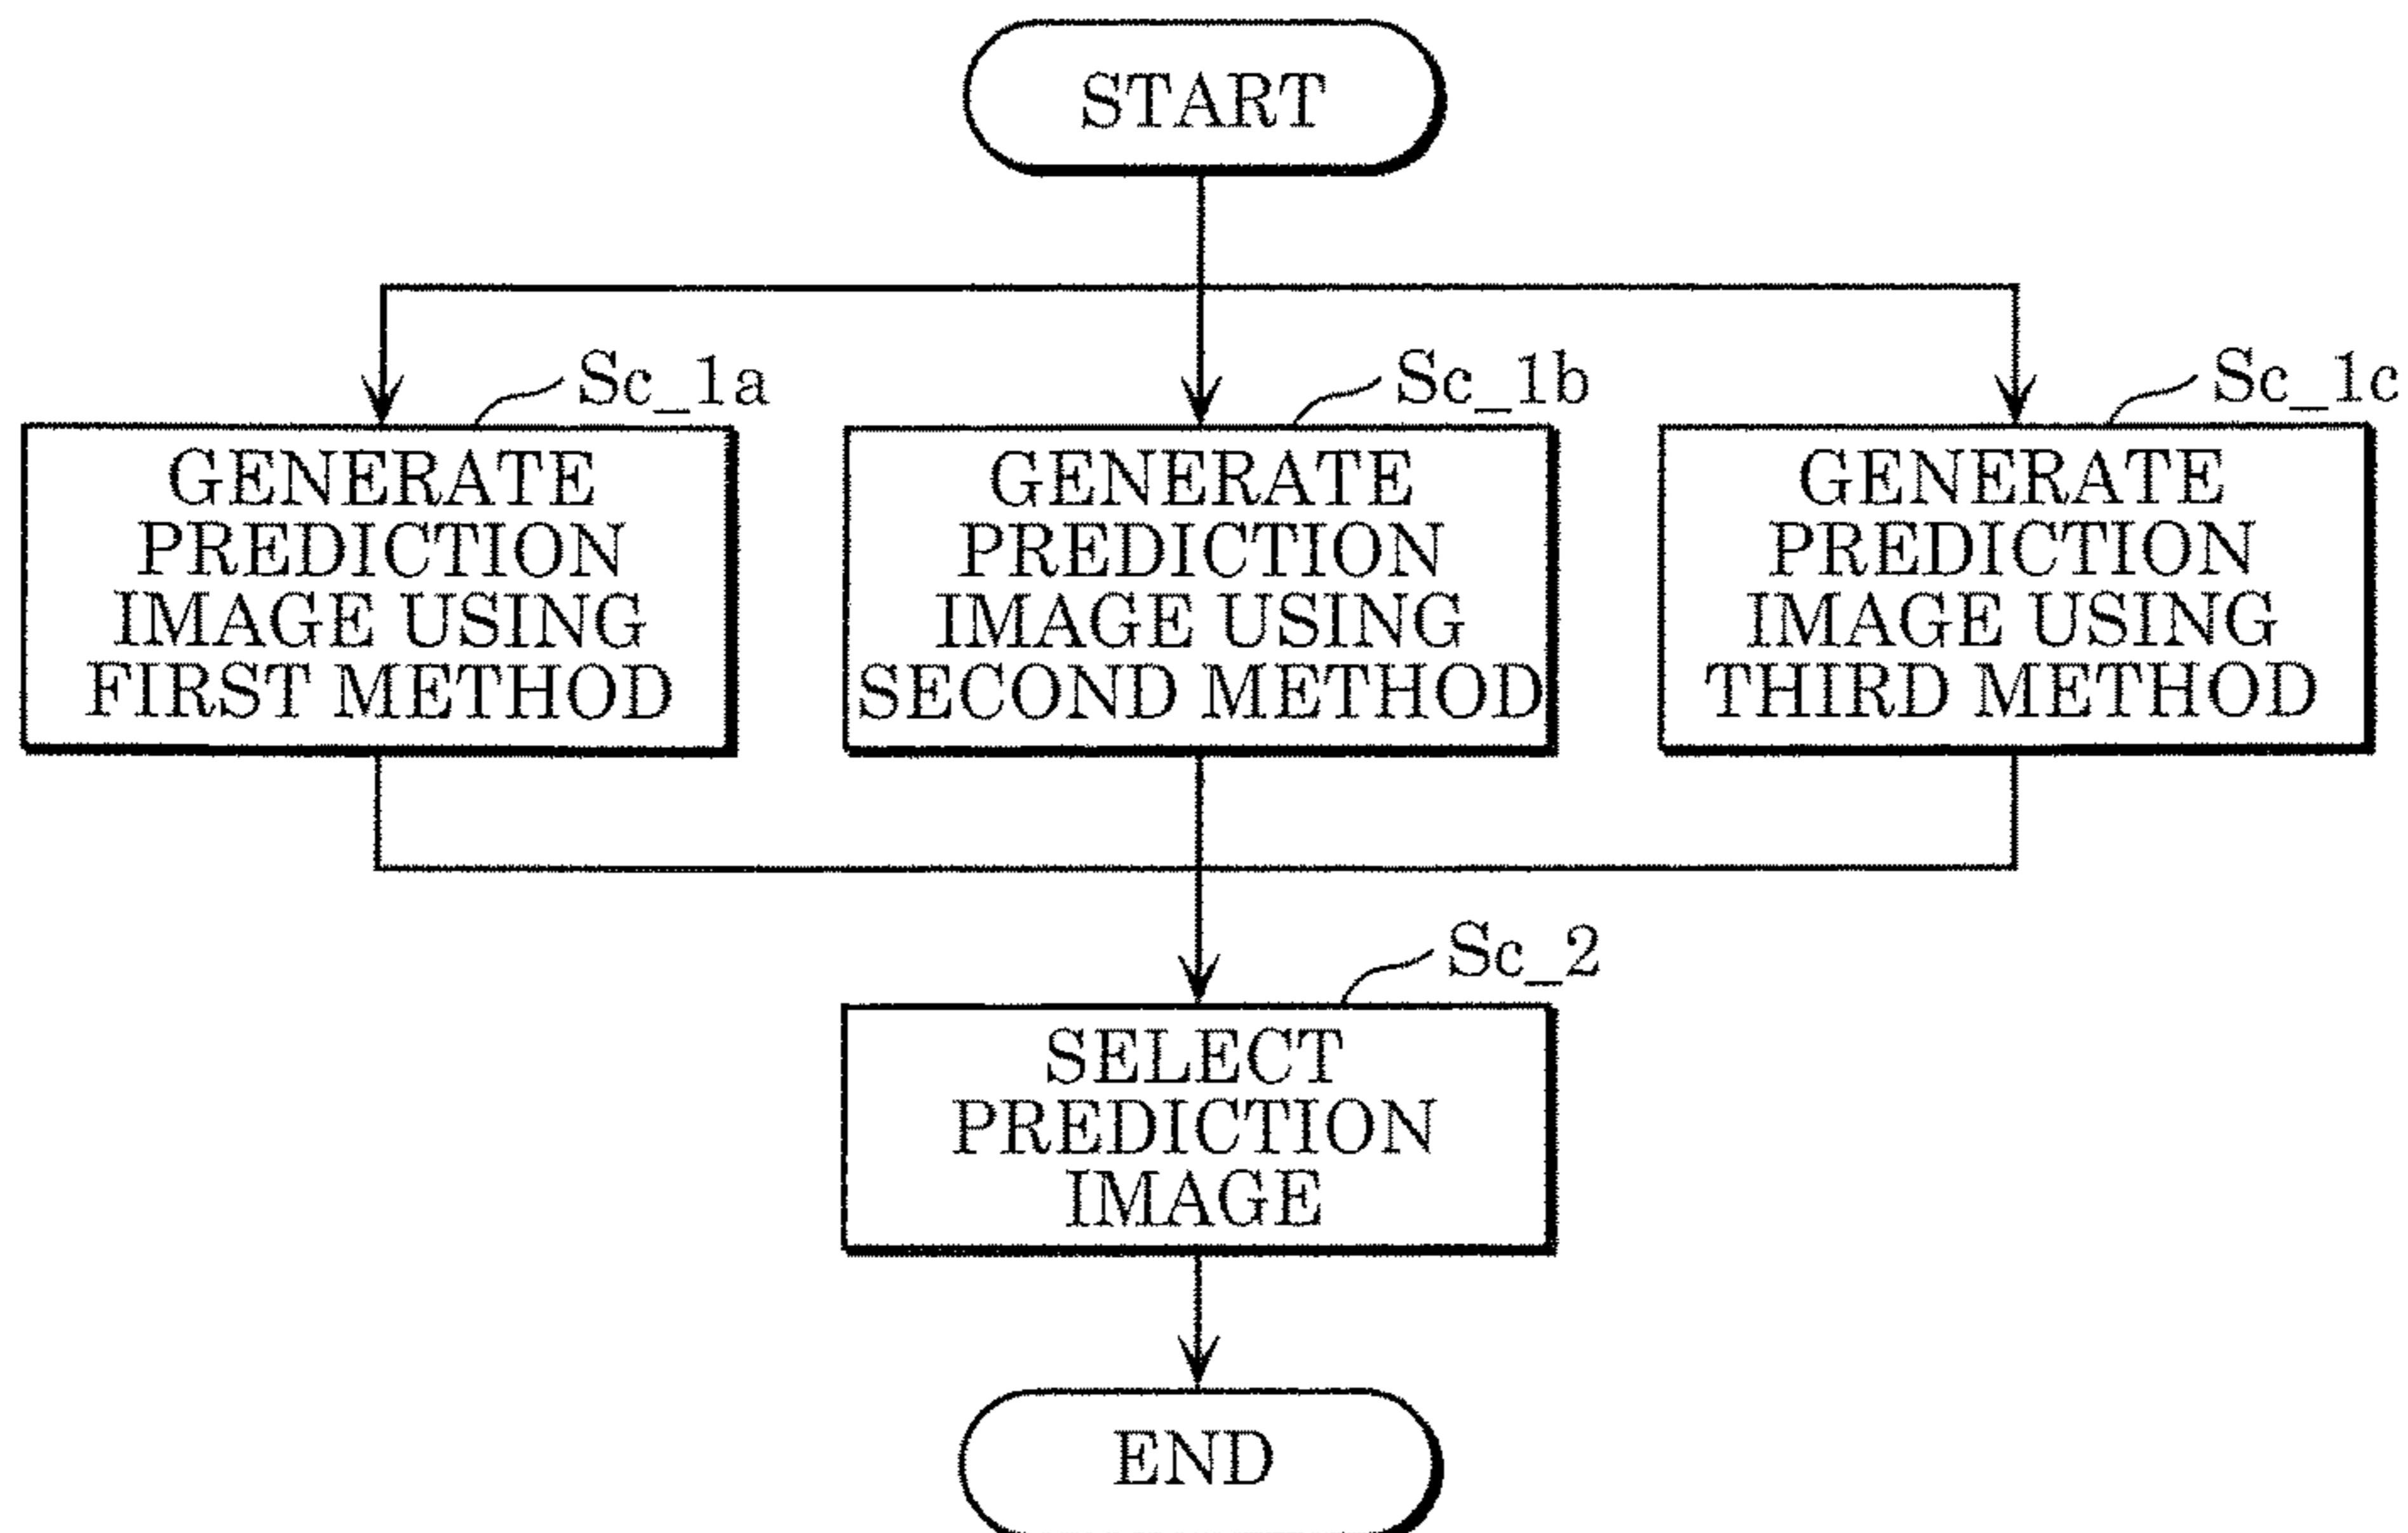 START
Sc_1a
GENERATE
PREDICTION
IMAGE USING
FIRST METHOD
Sc_1b
GENERATE
PREDICTION
IMAGE USING
SECOND METHOD
Sc_1c
GENERATE
PREDICTION
IMAGE USING
THIRD METHOD
Sc_2
SELECT
PREDICTION
IMAGE
END